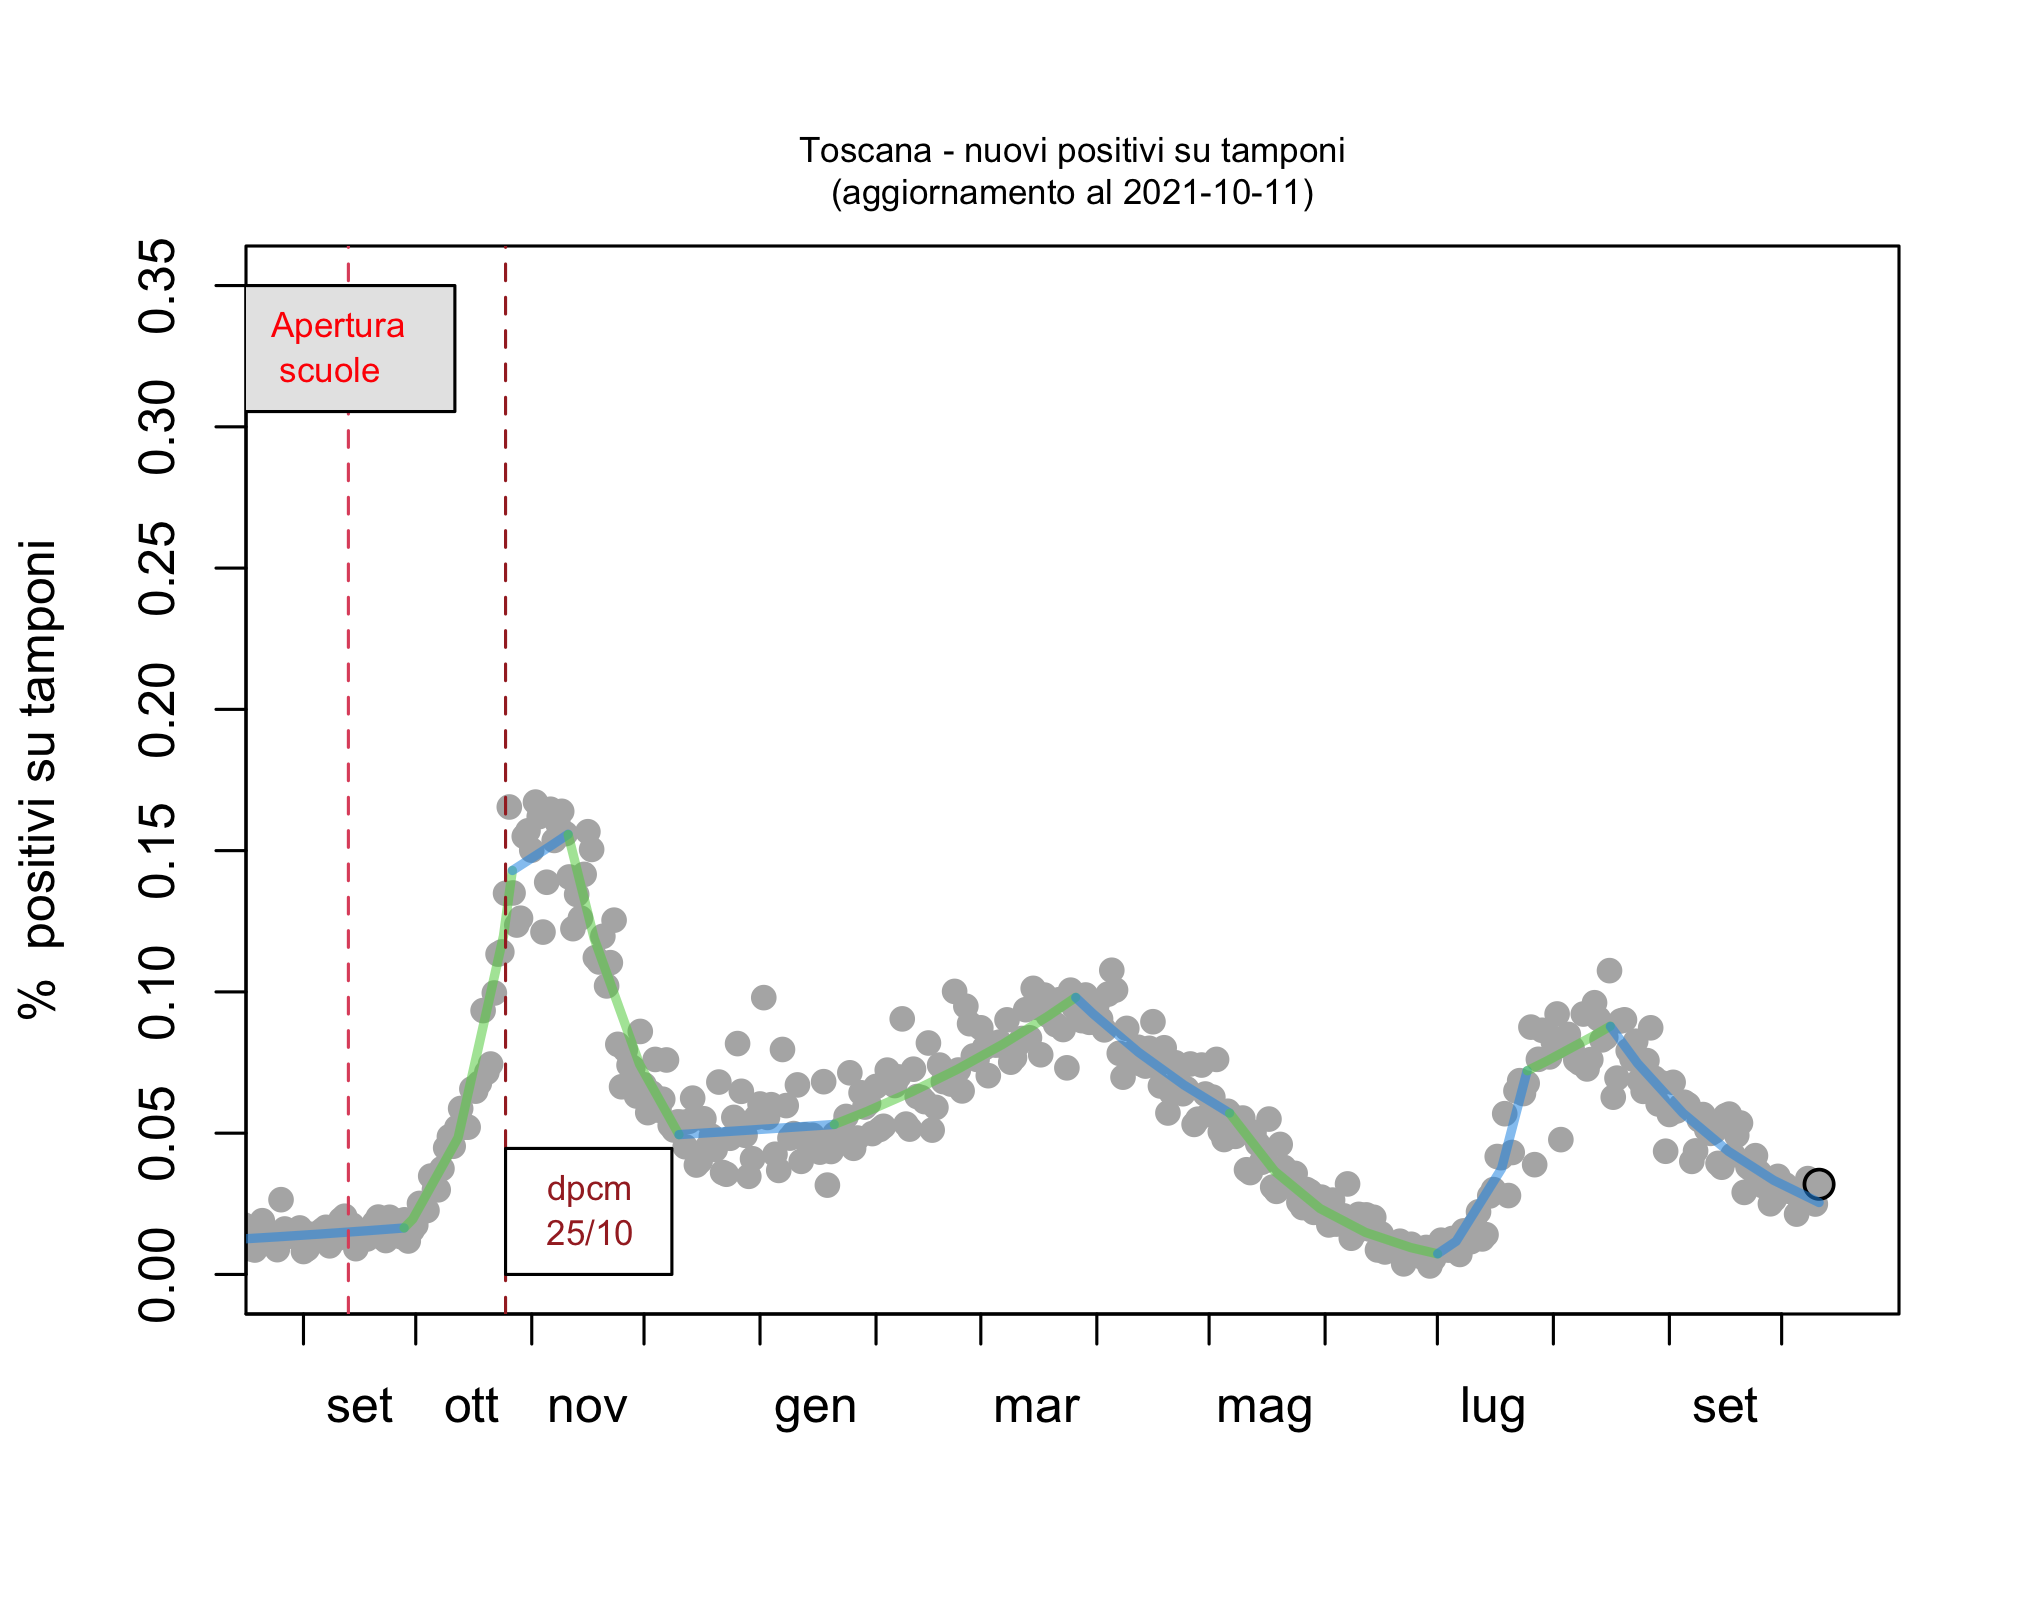 Toscana - nuovi positivi su tamponi
(aggiornamento al 2021-10-11)
% positivi su tamponi
0.35
0.30
0.25
0.20
0.15
0.10
0.05
0.00
Apertura
scuole
dpcm
25/10
set ott nov gen mar mag lug set